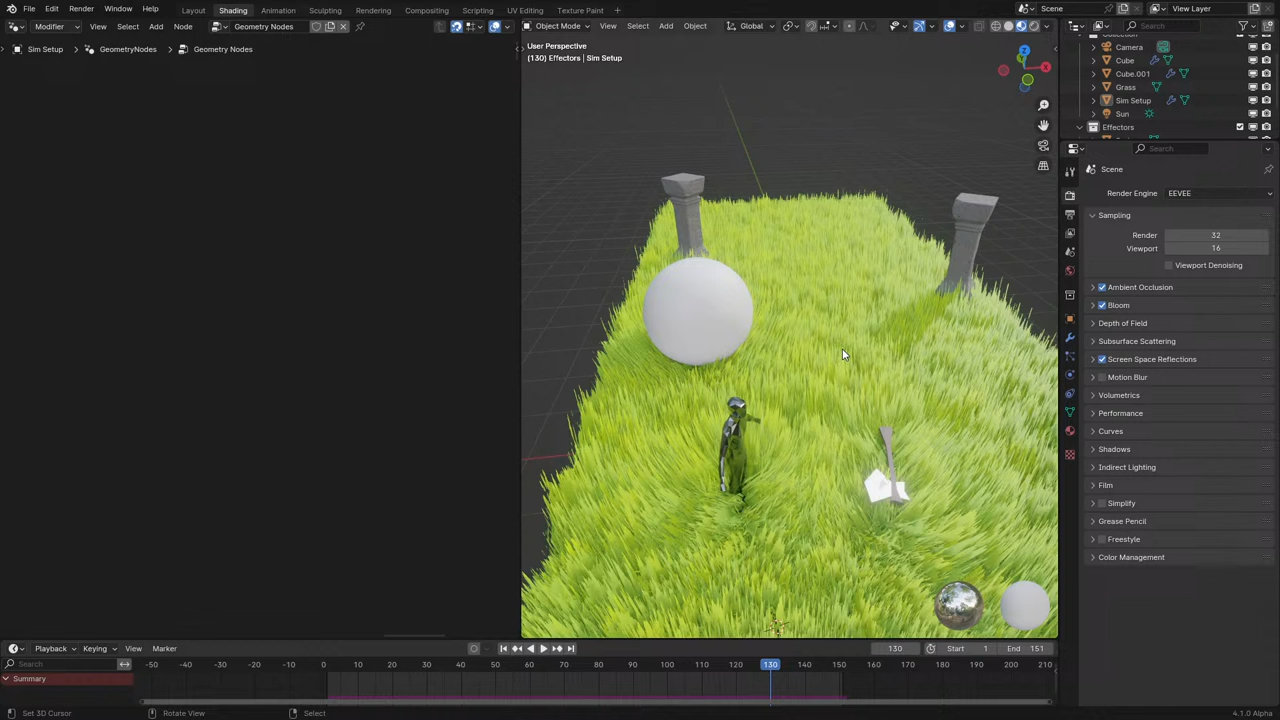 File Edit Render Window Help Layout Shading Animation Sculpting UV Editing Compositing Scripting Rendering Texture Paint + Scene View Layer
Modifier View Select Add Node Geometry Nodes
Object Mode View Select Add Object Global
Search
Sim Setup > GeometryNodes > Geometry Nodes
User Perspective
(130) Effectors | Sim Setup
Z
X
Camera
Cube
Cube.001
Grass
Sim Setup
Sun
Effectors
Search
Scene
Render Engine EEVEE
Sampling
Render 32
Viewport 16
Viewport Denoising
Ambient Occlusion
Bloom
Depth of Field
Subsurface Scattering
Screen Space Reflections
Motion Blur
Volumetrics
Performance
Curves
Shadows
Indirect Lighting
Film
Simplify
Grease Pencil
Freestyle
Color Management
Playback Keying View Marker 130 Start 1 End 151
Search
-50 -40 -30 -20 -10 0 10 20 30 40 50 60 70 80 90 100 110 120 130 140 150 160 170 180 190 200 210
Summary
Set 3D Cursor Rotate View Select 4.1.0 Alpha